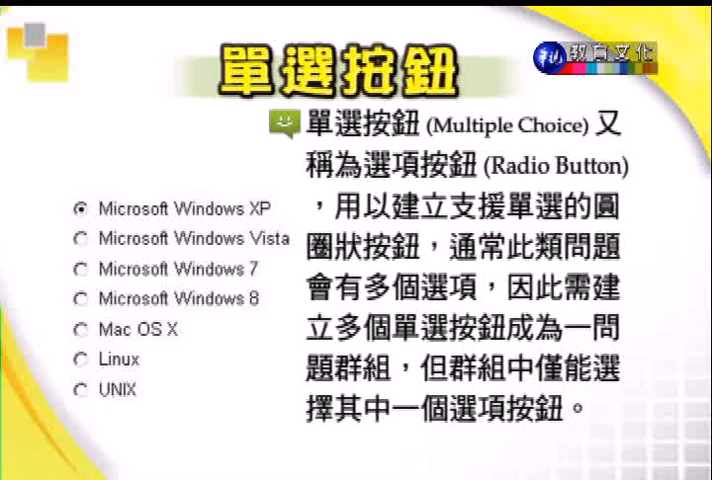 單選按鈕
華視 教育文化
單選按鈕 (Multiple Choice) 又
稱為選項按鈕 (Radio Button)
，用以建立支援單選的圓
圈狀按鈕，通常此類問題
會有多個選項，因此需建
立多個單選按鈕成為一問
題群組，但群組中僅能選
擇其中一個選項按鈕。
Microsoft Windows XP
Microsoft Windows Vista
Microsoft Windows 7
Microsoft Windows 8
Mac OS X
Linux
UNIX